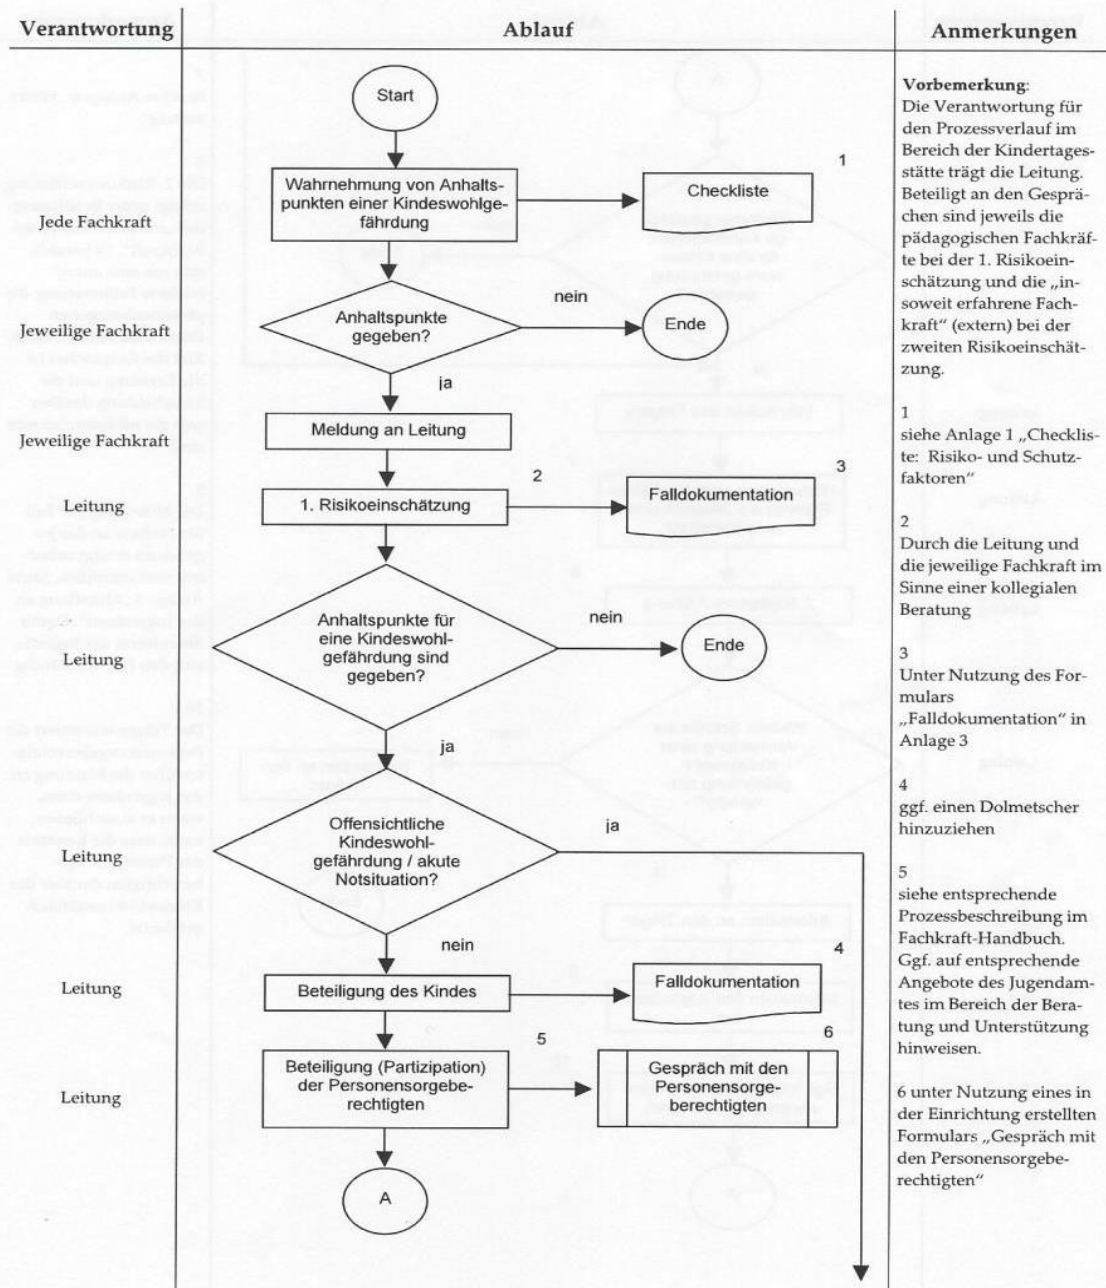 Verantwortung
Ablauf
Anmerkungen
Start
Vorbemerkung:
Die Verantwortung für
den Prozessverlauf im
Bereich der Kindertages-
stätte trägt die Leitung.
Beteiligt an den Gesprä-
chen sind jeweils die
pädagogischen Fachkräf-
te bei der 1. Risikoein-
schätzung und die „in-
soweit erfahrene Fach-
kraft“ (extern) bei der
zweiten Risikoeinschät-
zung.
Jede Fachkraft
Wahrnehmung von Anhalts-
punkten einer Kindeswohlge-
fährdung
1
Checkliste
Jeweilige Fachkraft
Anhaltspunkte
gegeben?
nein
Ende
ja
Jeweilige Fachkraft
Meldung an Leitung
1
siehe Anlage 1 „Checklis-
te: Risiko- und Schutz-
faktoren“
Leitung
1. Risikoeinschätzung
2
3
Falldokumentation
2
Durch die Leitung und
die jeweilige Fachkraft im
Sinne einer kollegialen
Beratung
Leitung
Anhaltspunkte für
eine Kindeswohl-
gefährdung sind
gegeben?
nein
Ende
ja
3
Unter Nutzung des For-
mulars
„Falldokumentation“ in
Anlage 3
Leitung
Offensichtliche
Kindeswohl-
gefährdung / akute
Notsituation?
ja
nein
4
ggf. einen Dolmetscher
hinzuziehen
5
siehe entsprechende
Prozessbeschreibung im
Fachkraft-Handbuch.
Ggf. auf entsprechende
Angebote des Jugendam-
tes im Bereich der Bera-
tung und Unterstützung
hinweisen.
Leitung
Beteiligung des Kindes
4
Falldokumentation
Leitung
Beteiligung (Partizipation)
der Personensorgebe-
rechtigten
5
6
Gespräch mit den
Personensorge-
berechtigten
6 unter Nutzung eines in
der Einrichtung erstellten
Formulars „Gespräch mit
den Personensorgebe-
rechtigten“
A